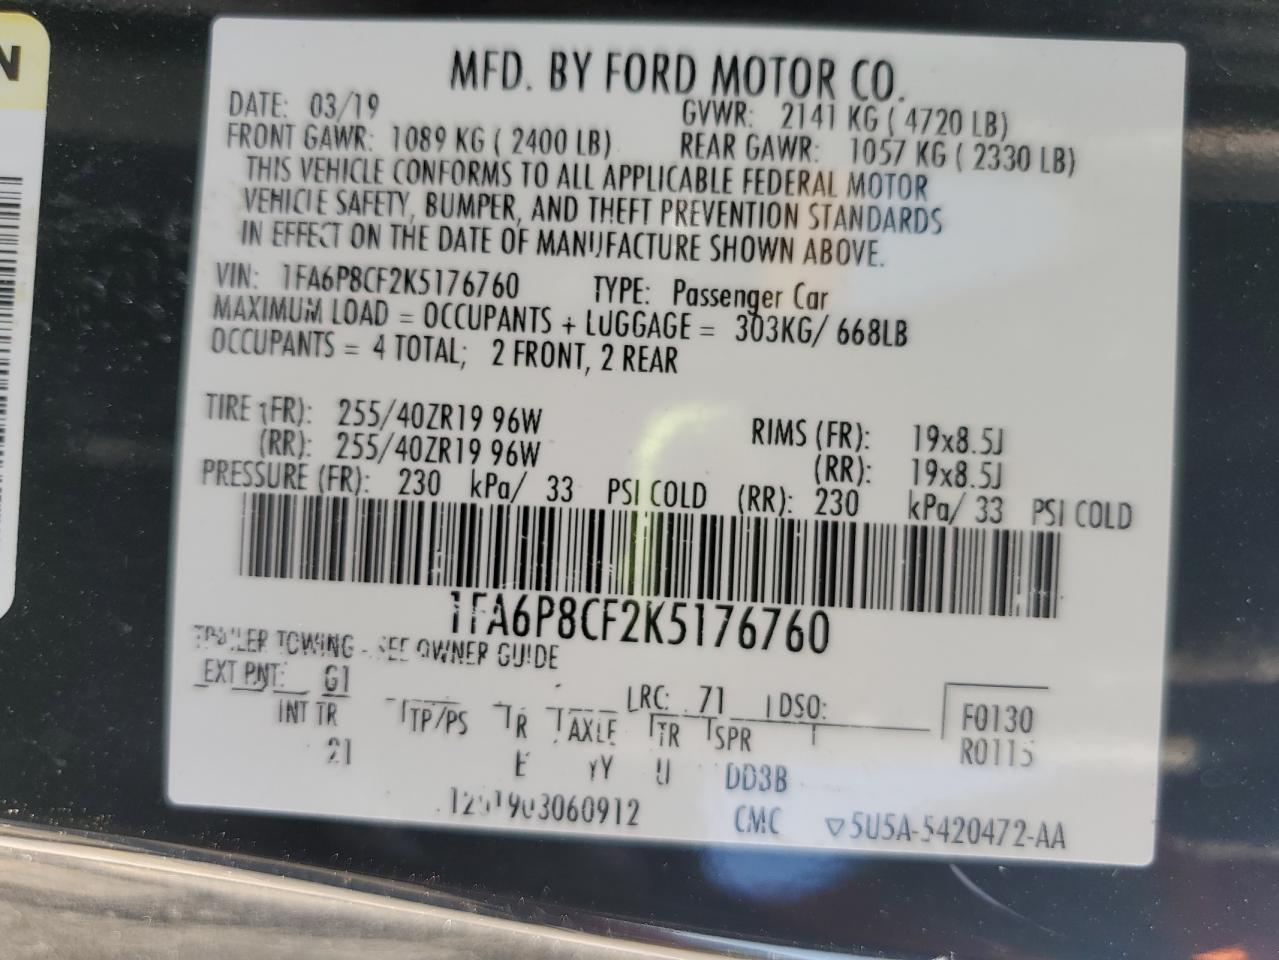 N
MFD. BY FORD MOTOR CO.
DATE: 03/19 GVWR: 2141 KG ( 4720 LB)
FRONT GAWR: 1089 KG ( 2400 LB) REAR GAWR: 1057 KG ( 2330 LB)
THIS VEHICLE CONFORMS TO ALL APPLICABLE FEDERAL MOTOR
VEHICLE SAFETY, BUMPER, AND THEFT PREVENTION STANDARDS
IN EFFECT ON THE DATE OF MANUFACTURE SHOWN ABOVE.
VIN: 1FA6P8CF2K5176760 TYPE: Passenger Car
MAXIMUM LOAD = OCCUPANTS + LUGGAGE = 303KG/ 668LB
OCCUPANTS = 4 TOTAL; 2 FRONT, 2 REAR
TIRE (FR): 255/40ZR19 96W RIMS (FR): 19x8.5J
(RR): 255/40ZR19 96W (RR): 19x8.5J
PRESSURE (FR): 230 kPa/ 33 PSI COLD (RR): 230 kPa/ 33 PSI COLD
1FA6P8CF2K5176760
TRAILER TOWING - SEE OWNER GUIDE
EXT PNT: G1 LRC: 71 DSO: F0130
INT TR TP/PS R AXLE TR SPR R0115
21 E YY U DD3B
CMC ▽5U5A-5420472-AA